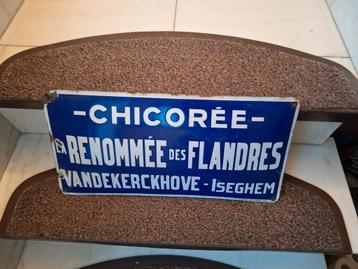 -CHICORÉE-
LA RENOMMÉE DES FLANDRES
VANDEKERCKHOVE-ISEGHEM